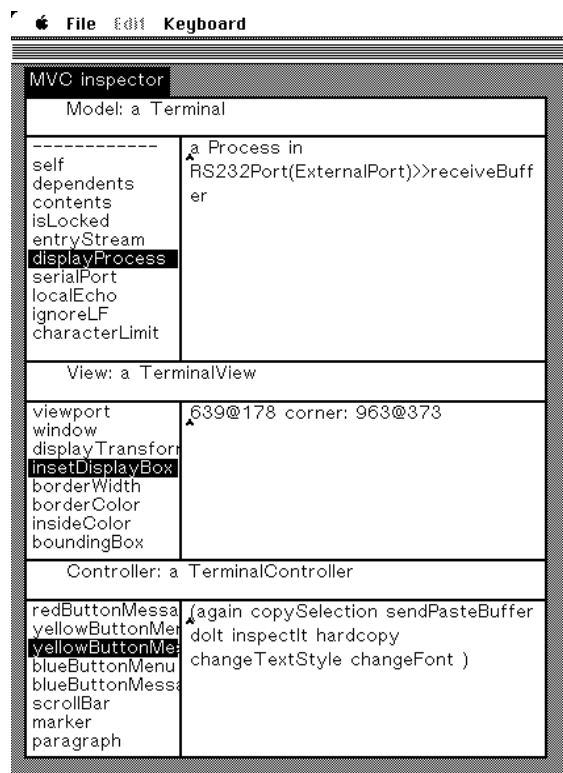 File Edit Keyboard
MVC inspector
Model: a Terminal
------------
self
dependents
contents
isLocked
entryStream
displayProcess
serialPort
localEcho
ignoreLF
characterLimit
a Process in
RS232Port(ExternalPort)>>receiveBuff
er
View: a TerminalView
viewport
window
displayTransforr
insetDisplayBox
borderWidth
borderColor
insideColor
boundingBox
639@178 corner: 963@373
Controller: a TerminalController
redButtonMessa
yellowButtonMer
yellowButtonMes
blueButtonMenu
blueButtonMessa
scrollBar
marker
paragraph
(again copySelection sendPasteBuffer
doIt inspectIt hardcopy
changeTextStyle changeFont )